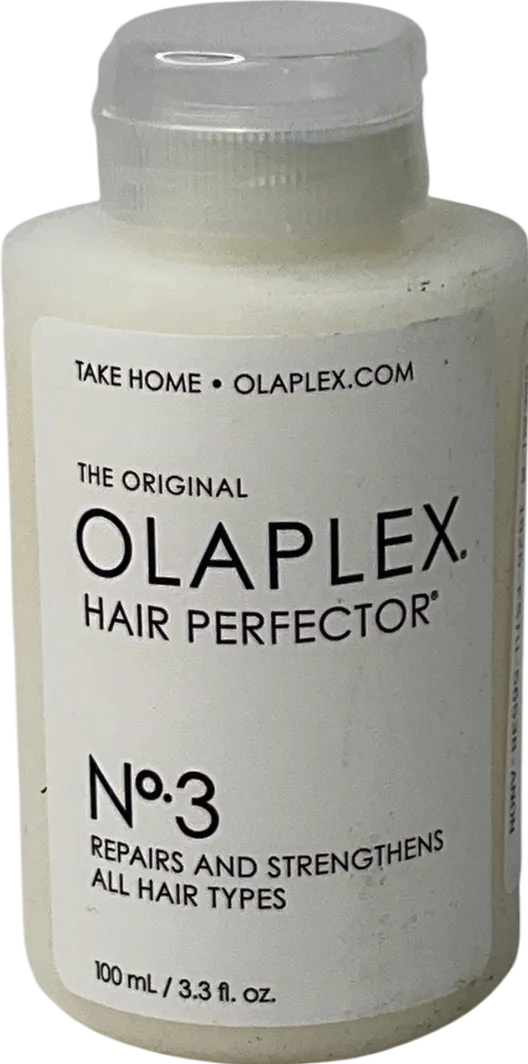 TAKE HOME • OLAPLEX.COM
THE ORIGINAL
OLAPLEX.
HAIR PERFECTOR®
Nº.3
REPAIRS AND STRENGTHENS
ALL HAIR TYPES
100 mL / 3.3 fl. oz.